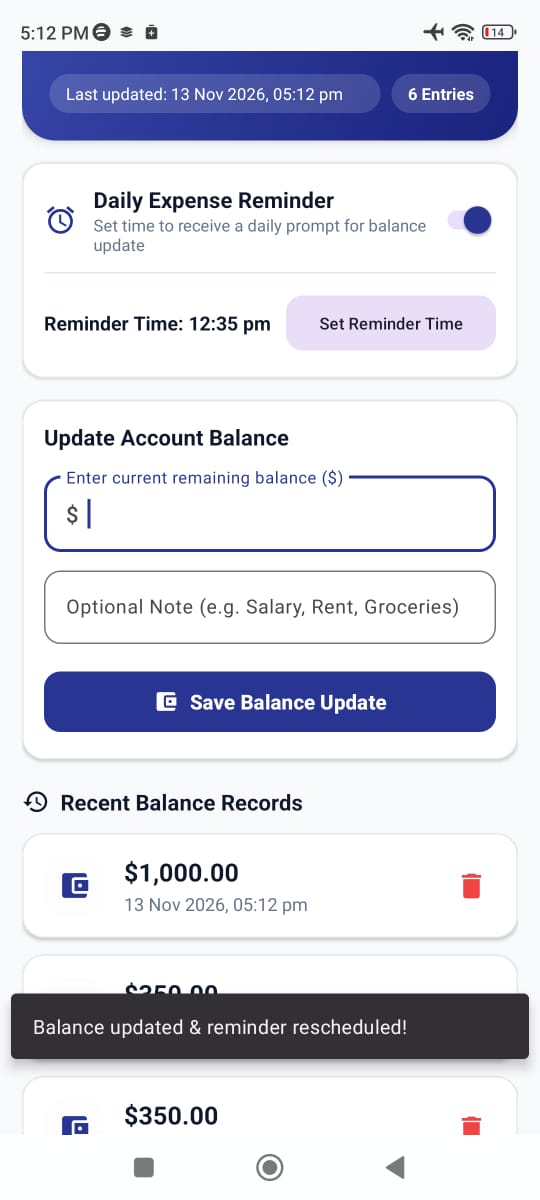 5:12 PM
14
Last updated: 13 Nov 2026, 05:12 pm
6 Entries
Daily Expense Reminder
Set time to receive a daily prompt for balance
update
Reminder Time: 12:35 pm
Set Reminder Time
Update Account Balance
Enter current remaining balance ($)
$
Optional Note (e.g. Salary, Rent, Groceries)
Save Balance Update
Recent Balance Records
$1,000.00
13 Nov 2026, 05:12 pm
$350.00
Balance updated & reminder rescheduled!
$350.00